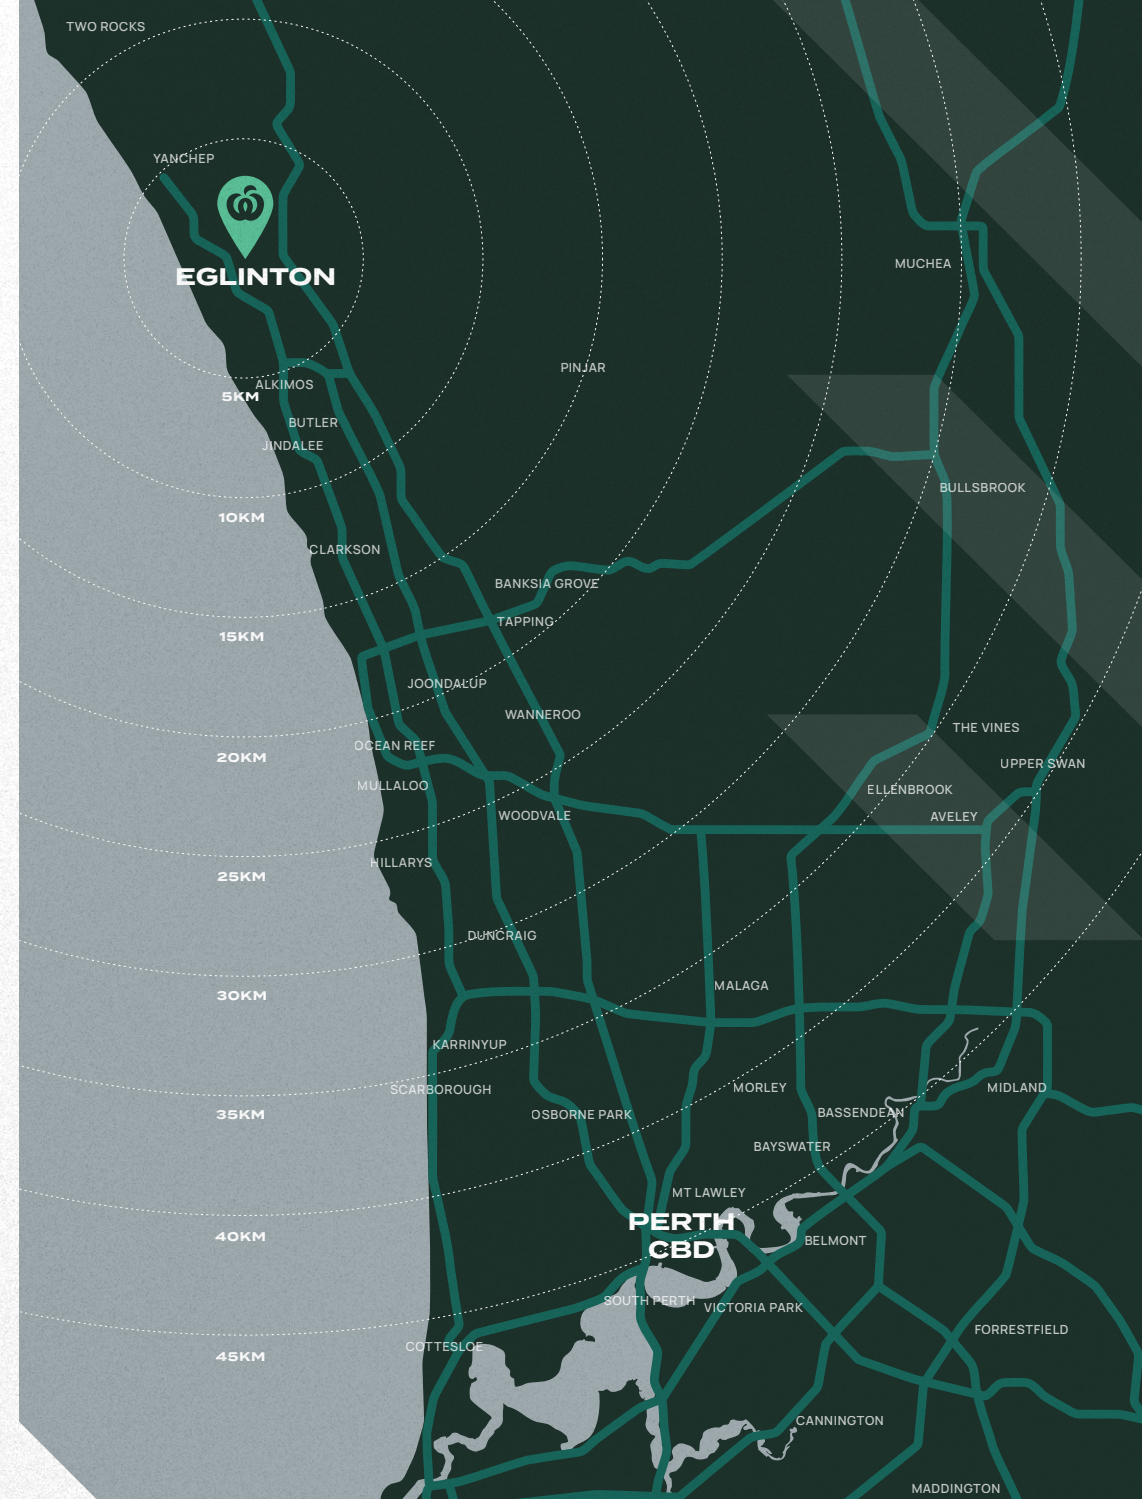 TWO ROCKS
YANCHEP
EGLINTON
MUCHEA
PINJAR
ALKIMOS
5KM
BUTLER
JINDALEE
BULLSBROOK
10KM
CLARKSON
BANKSIA GROVE
TAPPING
15KM
JOONDALUP
WANNEROO
THE VINES
OCEAN REEF
20KM
UPPER SWAN
MULLALOO
ELLENBROOK
WOODVALE
AVELEY
HILLARYS
25KM
DUNCRAIG
MALAGA
30KM
KARRINYUP
SCARBOROUGH
MORLEY
MIDLAND
35KM
OSBORNE PARK
BASSENDEAN
BAYSWATER
MT LAWLEY
PERTH
CBD
40KM
BELMONT
SOUTH PERTH
VICTORIA PARK
FORRESTFIELD
COTTESLOE
45KM
CANNINGTON
MADDINGTON